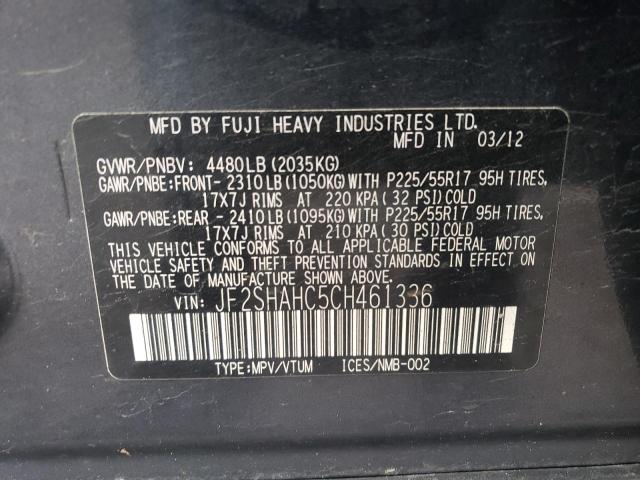 MFD BY FUJI HEAVY INDUSTRIES LTD.
MFD IN 03/12
GVWR/PNBV: 4480LB (2035KG)
GAWR/PNBE:FRONT- 2310LB(1050KG)WITH P225/55R17 95H TIRES,
17X7J RIMS AT 220 KPA( 32 PSI)COLD
GAWR/PNBE:REAR - 2410LB(1095KG)WITH P225/55R17 95H TIRES,
17X7J RIMS AT 210 KPA( 30 PSI)COLD
THIS VEHICLE CONFORMS TO ALL APPLICABLE FEDERAL MOTOR
VEHICLE SAFETY AND THEFT PREVENTION STANDARDS IN EFFECT ON
THE DATE OF MANUFACTURE SHOWN ABOVE.
VIN: JF2SHAHC5CH461336
TYPE:MPV/VTUM ICES/NMB-002